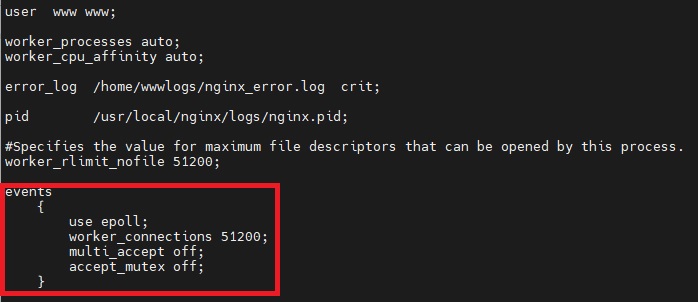 user  www www;
worker_processes auto;
worker_cpu_affinity auto;
error_log  /home/wwwlogs/nginx_error.log  crit;
pid        /usr/local/nginx/logs/nginx.pid;
#Specifies the value for maximum file descriptors that can be opened by this process.
worker_rlimit_nofile 51200;
events
    {
        use epoll;
        worker_connections 51200;
        multi_accept off;
        accept_mutex off;
    }